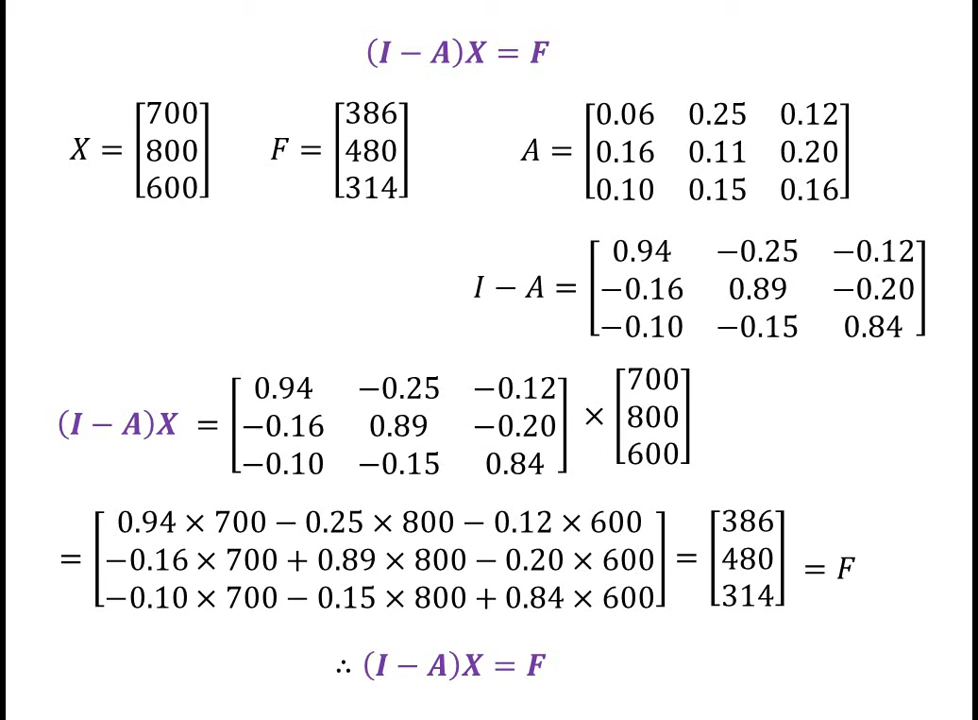 (I − A)X = F
X = [700 800 600] F = [386 480 314] A = [0.06 0.25 0.12
0.16 0.11 0.20
0.10 0.15 0.16]
I − A = [0.94 −0.25 −0.12
−0.16 0.89 −0.20
−0.10 −0.15 0.84]
(I − A)X = [0.94 −0.25 −0.12
−0.16 0.89 −0.20
−0.10 −0.15 0.84] × [700 800 600]
= [0.94 × 700 − 0.25 × 800 − 0.12 × 600
−0.16 × 700 + 0.89 × 800 − 0.20 × 600
−0.10 × 700 − 0.15 × 800 + 0.84 × 600] = [386 480 314] = F
∴ (I − A)X = F